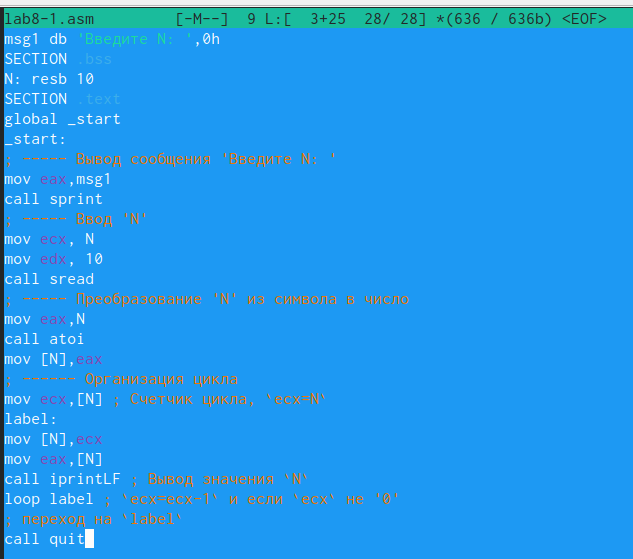 lab8-1.asm [-M--] 9 L:[ 3+25 28/ 28] *(636 / 636b) <EOF>
msg1 db 'Введите N: ',0h
SECTION .bss
N: resb 10
SECTION .text
global _start
_start:
; ----- Вывод сообщения 'Введите N: '
mov eax,msg1
call sprint
; ----- Ввод 'N'
mov ecx, N
mov edx, 10
call sread
; ----- Преобразование 'N' из символа в число
mov eax,N
call atoi
mov [N],eax
; ------ Организация цикла
mov ecx,[N] ; Счетчик цикла, `ecx=N`
label:
mov [N],ecx
mov eax,[N]
call iprintLF ; Вывод значения `N`
loop label ; `ecx=ecx-1` и если `ecx` не '0'
; переход на `label`
call quit